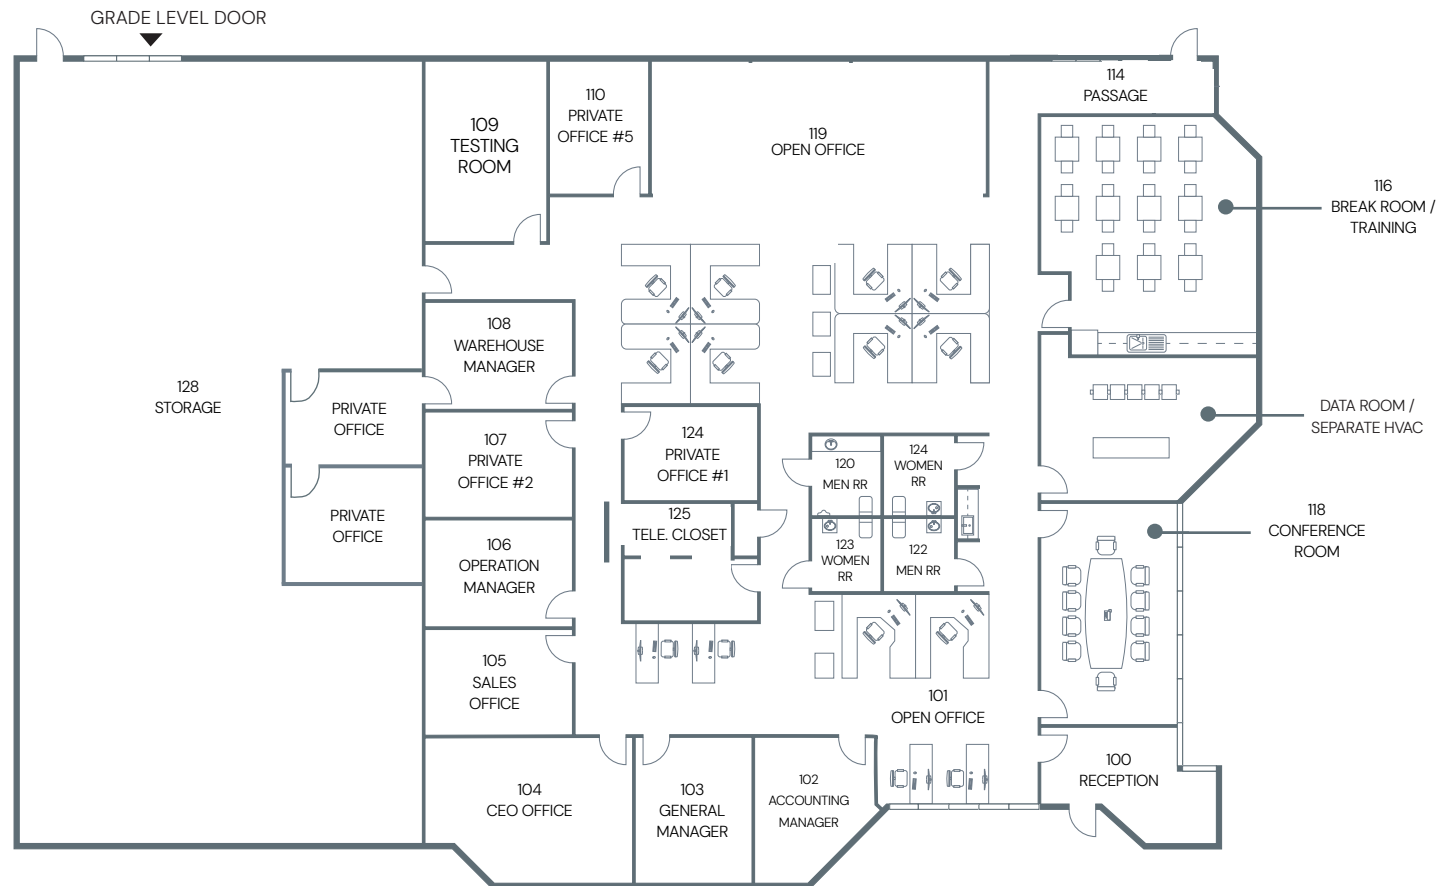 GRADE LEVEL DOOR
114
PASSAGE
110
PRIVATE
OFFICE #5
109
TESTING
ROOM
119
OPEN OFFICE
116
BREAK ROOM /
TRAINING
108
WAREHOUSE
MANAGER
128
STORAGE
PRIVATE
OFFICE
DATA ROOM /
SEPARATE HVAC
107
PRIVATE
OFFICE #2
124
PRIVATE
OFFICE #1
120
MEN RR
124
WOMEN
RR
PRIVATE
OFFICE
125
TELE. CLOSET
118
CONFERENCE
ROOM
106
OPERATION
MANAGER
123
WOMEN
RR
122
MEN RR
105
SALES
OFFICE
101
OPEN OFFICE
100
RECEPTION
104
CEO OFFICE
103
GENERAL
MANAGER
102
ACCOUNTING
MANAGER